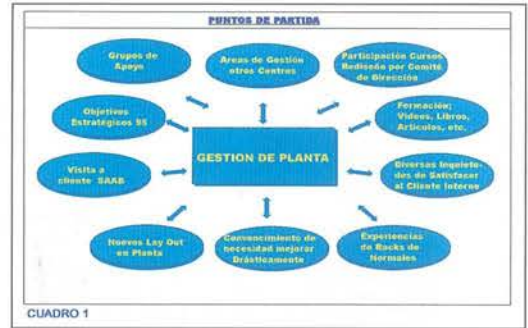 PUNTOS DE PARTIDA
Grupos de
Apoyo
Areas de Gestión
otros Centros
Participación Cursos
Rediseño por Comité
de Dirección
Objetivos
Estratégicos 95
Formación;
Videos, Libros,
Artículos, etc.
GESTION DE PLANTA
Visita a
cliente SAAB
Diversas Inquietu-
des de Satisfacer
al Cliente Interno
Nuevos Lay Out
en Planta
Convencimiento de
necesidad mejorar
Drásticamente
Experiencias
de Racks de
Normales
CUADRO 1